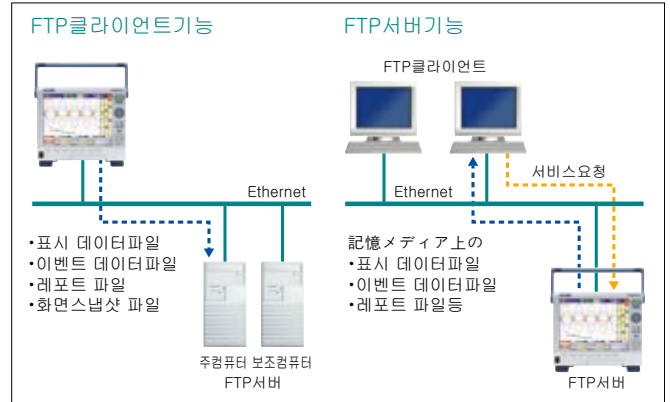 FTP클라이언트기능
Ethernet
•표시 데이터파일
•이벤트 데이터파일
•레포트 파일
•화면스냅샷 파일
주컴퓨터 보조컴퓨터
FTP서버
FTP서버기능
FTP클라이언트
서비스요청
Ethernet
記憶メディア上の
•표시 데이터파일
•이벤트 데이터파일
•레포트 파일등
FTP서버